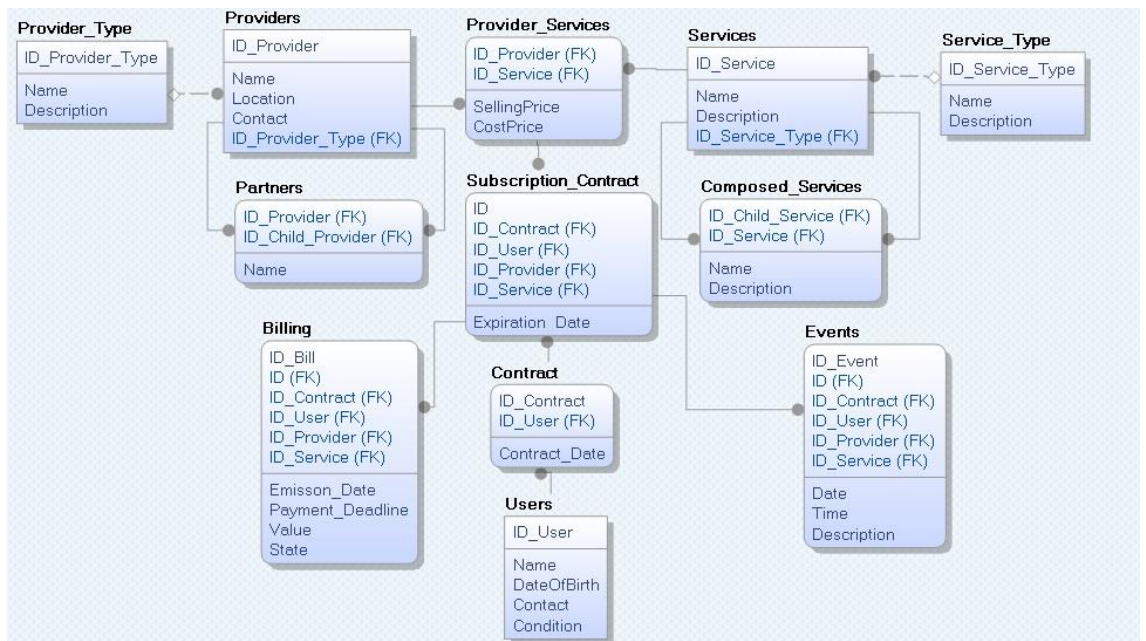 Provider_Type
ID_Provider_Type
Name
Description
Providers
ID_Provider
Name
Location
Contact
ID_Provider_Type (FK)
Provider_Services
ID_Provider (FK)
ID_Service (FK)
SellingPrice
CostPrice
Services
ID_Service
Name
Description
ID_Service_Type (FK)
Service_Type
ID_Service_Type
Name
Description
Partners
ID_Provider (FK)
ID_Child_Provider (FK)
Name
Subscription_Contract
ID
ID_Contract (FK)
ID_User (FK)
ID_Provider (FK)
ID_Service (FK)
Expiration_Date
Composed_Services
ID_Child_Service (FK)
ID_Service (FK)
Name
Description
Billing
ID_Bill
ID (FK)
ID_Contract (FK)
ID_User (FK)
ID_Provider (FK)
ID_Service (FK)
Emisson_Date
Payment_Deadline
Value
State
Contract
ID_Contract
ID_User (FK)
Contract_Date
Users
ID_User
Name
DateOfBirth
Contact
Condition
Events
ID_Event
ID (FK)
ID_Contract (FK)
ID_User (FK)
ID_Provider (FK)
ID_Service (FK)
Date
Time
Description